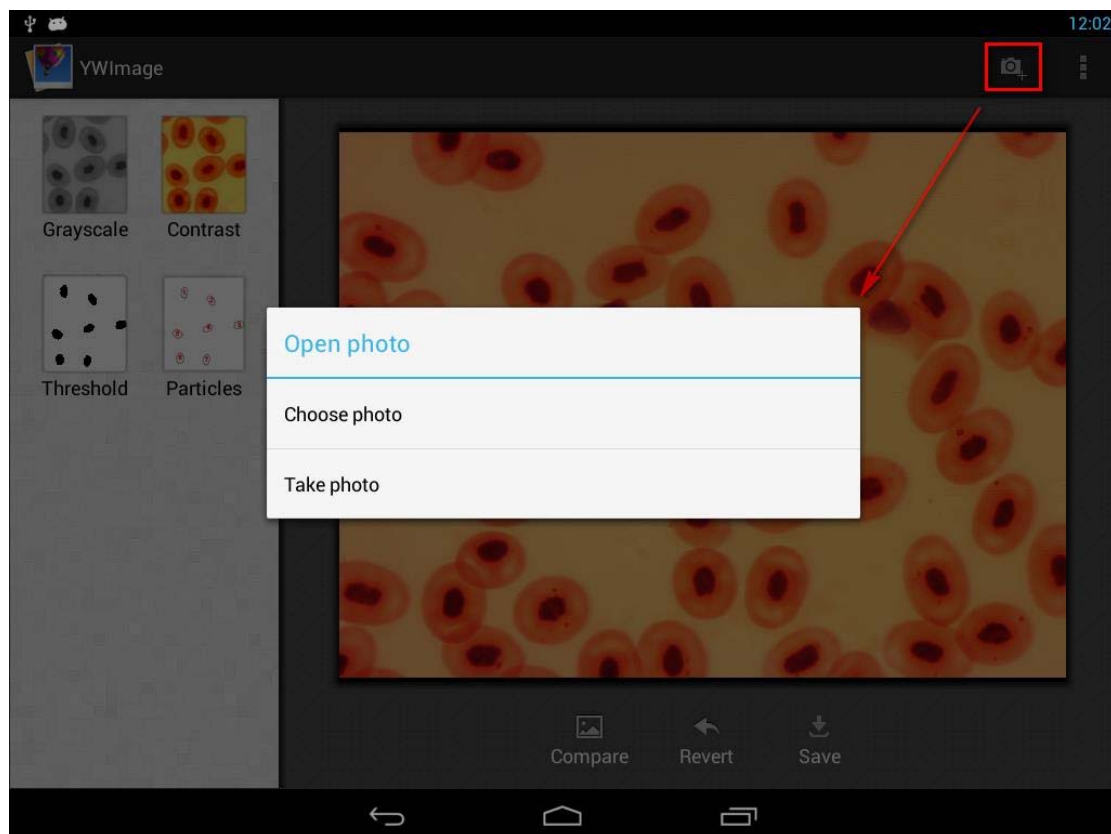 12:02
YWImage
Grayscale Contrast
Threshold Particles
Open photo
Choose photo
Take photo
Compare Revert Save